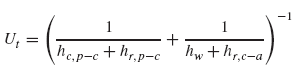 U_t = \left( \frac{1}{h_{c,p-c} + h_{r,p-c}} + \frac{1}{h_w + h_{r,c-a}} \right)^{-1}